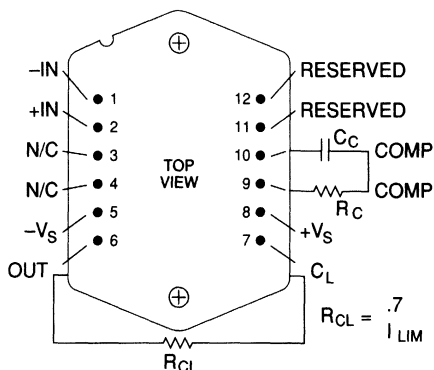 –IN
+IN
N/C
N/C
–VS
OUT
1
2
3
4
5
6
TOP
VIEW
12
11
10
9
8
7
RESERVED
RESERVED
CC
COMP
COMP
RC
+VS
CL
RCL
RCL = .7
ILIM